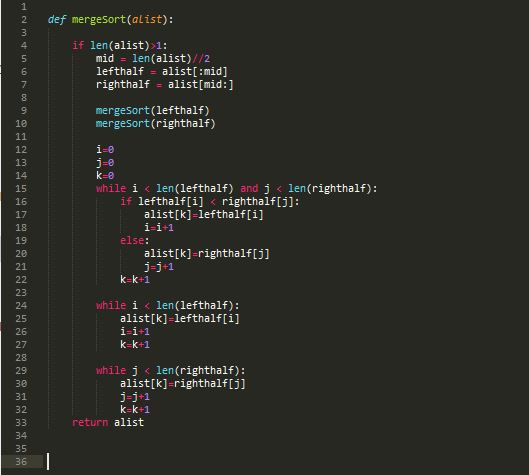 1
2 def mergeSort(alist):
3
4     if len(alist)>1:
5         mid = len(alist)//2
6         lefthalf = alist[:mid]
7         righthalf = alist[mid:]
8
9         mergeSort(lefthalf)
10         mergeSort(righthalf)
11
12         i=0
13         j=0
14         k=0
15         while i < len(lefthalf) and j < len(righthalf):
16             if lefthalf[i] < righthalf[j]:
17                 alist[k]=lefthalf[i]
18                 i=i+1
19             else:
20                 alist[k]=righthalf[j]
21                 j=j+1
22             k=k+1
23
24         while i < len(lefthalf):
25             alist[k]=lefthalf[i]
26             i=i+1
27             k=k+1
28
29         while j < len(righthalf):
30             alist[k]=righthalf[j]
31             j=j+1
32             k=k+1
33     return alist
34
35
36